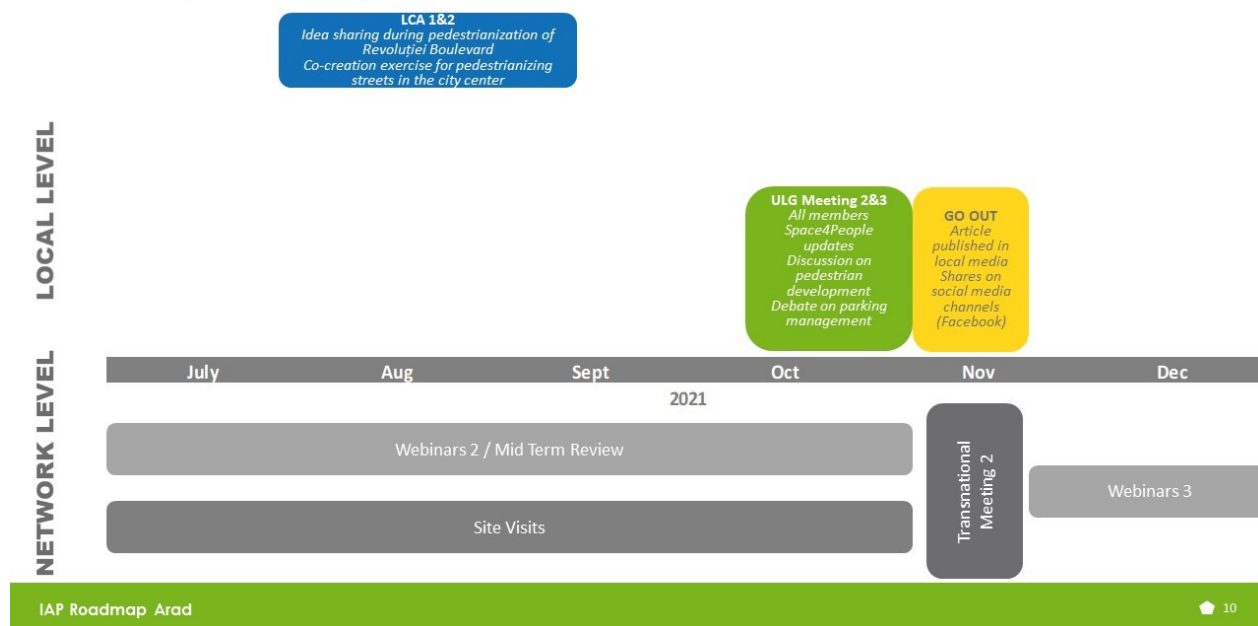 LCA 1&2
Idea sharing during pedestrianization of
Revoluției Boulevard
Co-creation exercise for pedestrianizing
streets in the city center
LOCAL LEVEL
ULG Meeting 2&3
All members
Space4People
updates
Discussion on
pedestrian
development
Debate on parking
management
GO OUT
Article
published in
local media
Shares on
social media
channels
(Facebook)
July
Aug
Sept
Oct
Nov
Dec
2021
NETWORK LEVEL
Webinars 2 / Mid Term Review
Site Visits
Transnational
Meeting 2
Webinars 3
IAP Roadmap Arad
10